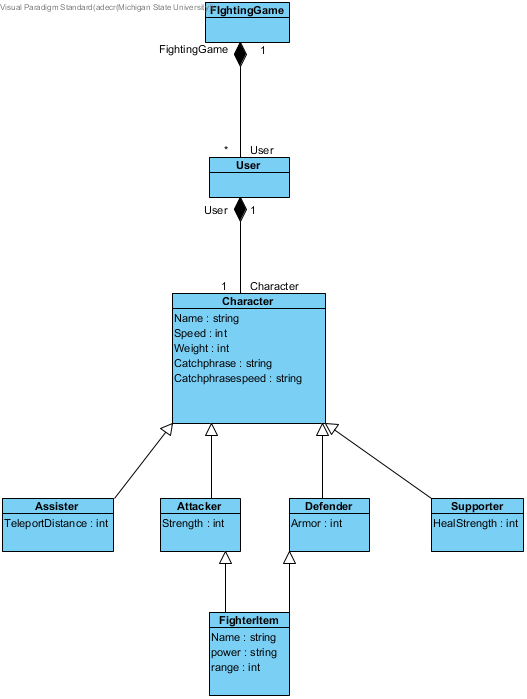 Visual Paradigm Standard(adecr(Michigan State University
FightingGame
FightingGame
1
*
User
User
User
1
1
Character
Character
Name : string
Speed : int
Weight : int
Catchphrase : string
Catchphrasespeed : string
Assister
TeleportDistance : int
Attacker
Strength : int
Defender
Armor : int
Supporter
HealStrength : int
FighterItem
Name : string
power : string
range : int